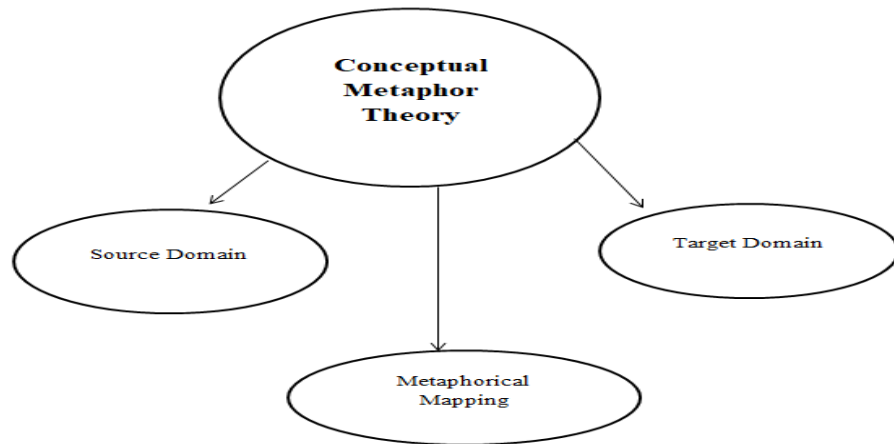 Conceptual
Metaphor
Theory
Source Domain
Target Domain
Metaphorical
Mapping